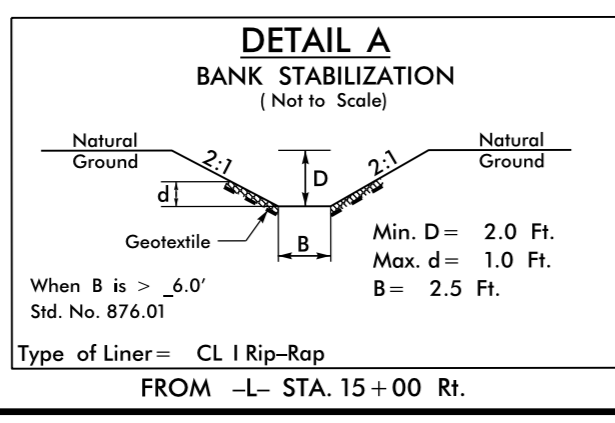 DETAIL A
BANK STABILIZATION
( Not to Scale)
Natural
Ground
2:1
D
2:1
Natural
Ground
d
Geotextile
B
Min. D= 2.0 Ft.
Max. d= 1.0 Ft.
B= 2.5 Ft.
When B is > _6.0'
Std. No. 876.01
Type of Liner= CL I Rip-Rap
FROM -L- STA. 15+00 Rt.